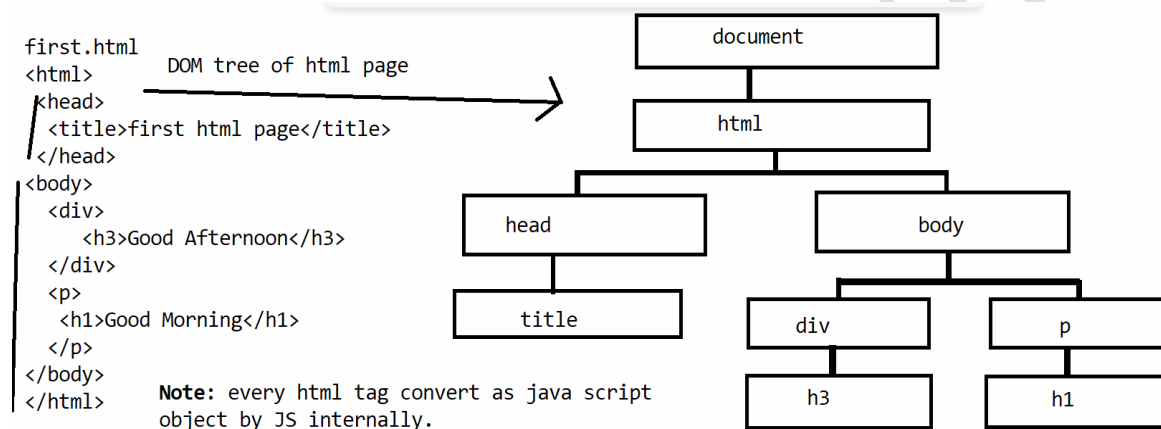 first.html
<html>
<head>
<title>first html page</title>
</head>
<body>
<div>
<h3>Good Afternoon</h3>
</div>
<p>
<h1>Good Morning</h1>
</p>
</body>
</html>
DOM tree of html page
Note: every html tag convert as java script
object by JS internally.
document
html
head
body
title
div
p
h3
h1